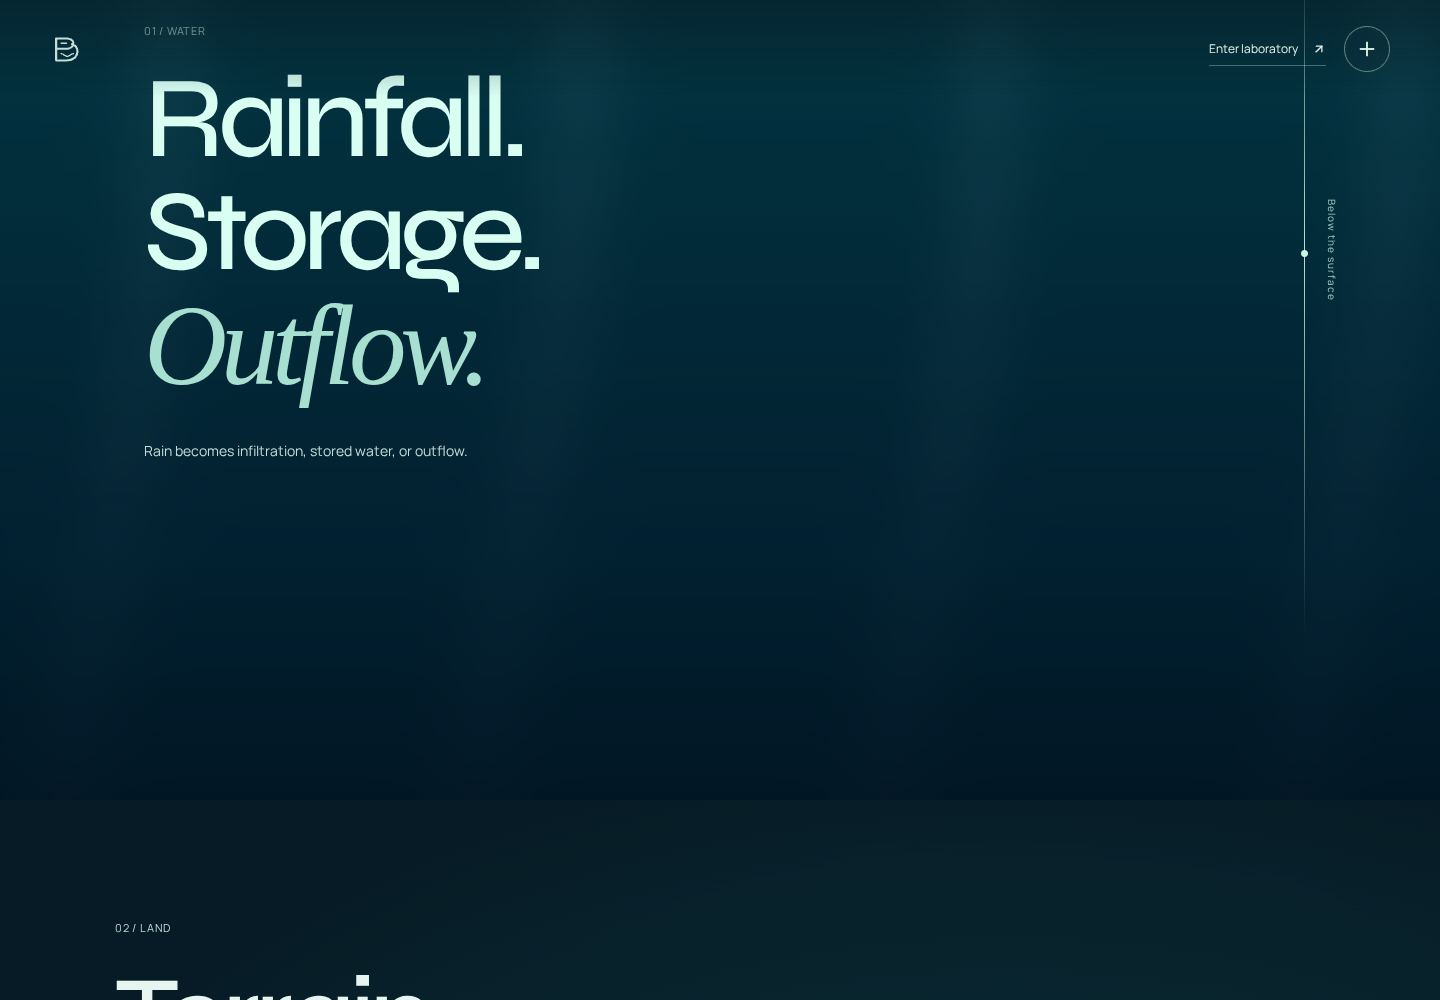 01 / WATER
Enter laboratory
Rainfall.
Storage.
Outflow.
Below the surface
Rain becomes infiltration, stored water, or outflow.
02 / LAND
Terrain